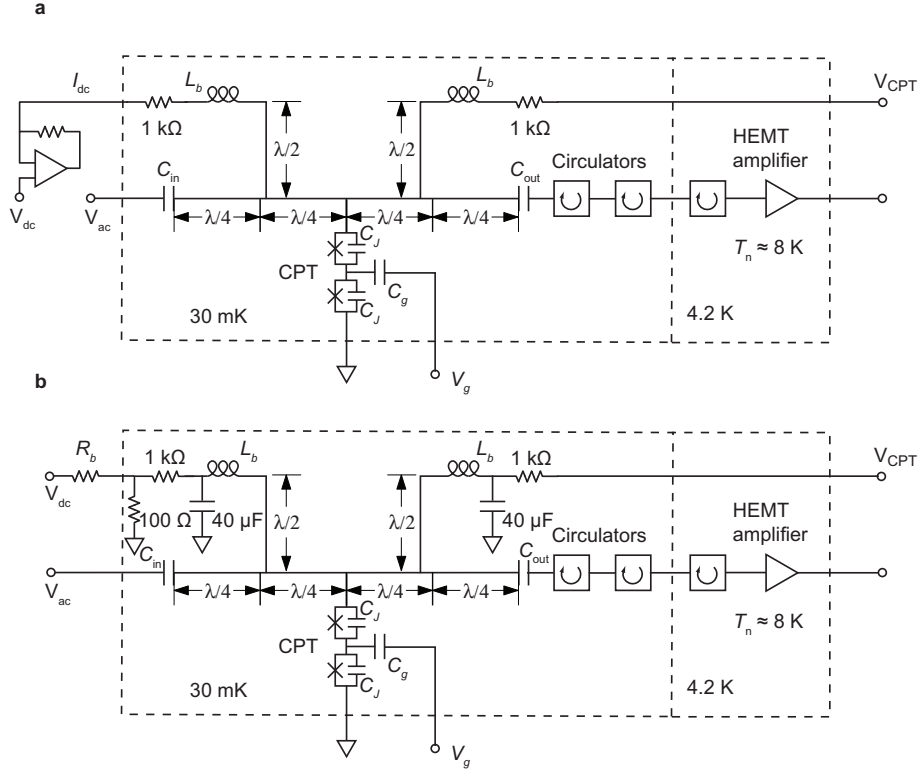 a
I_dc
L_b
L_b
V_CPT
1 kΩ
1 kΩ
λ/2
λ/2
HEMT
amplifier
C_in
C_out
Circulators
V_dc
V_ac
λ/4
λ/4
λ/4
λ/4
C_J
CPT
C_g
C_J
T_n ≈ 8 K
30 mK
4.2 K
V_g
b
R_b
1 kΩ
L_b
L_b
1 kΩ
V_CPT
V_dc
100 Ω
40 µF
λ/2
λ/2
40 µF
HEMT
amplifier
C_in
C_out
Circulators
V_ac
λ/4
λ/4
λ/4
λ/4
C_J
CPT
C_g
C_J
T_n ≈ 8 K
30 mK
4.2 K
V_g